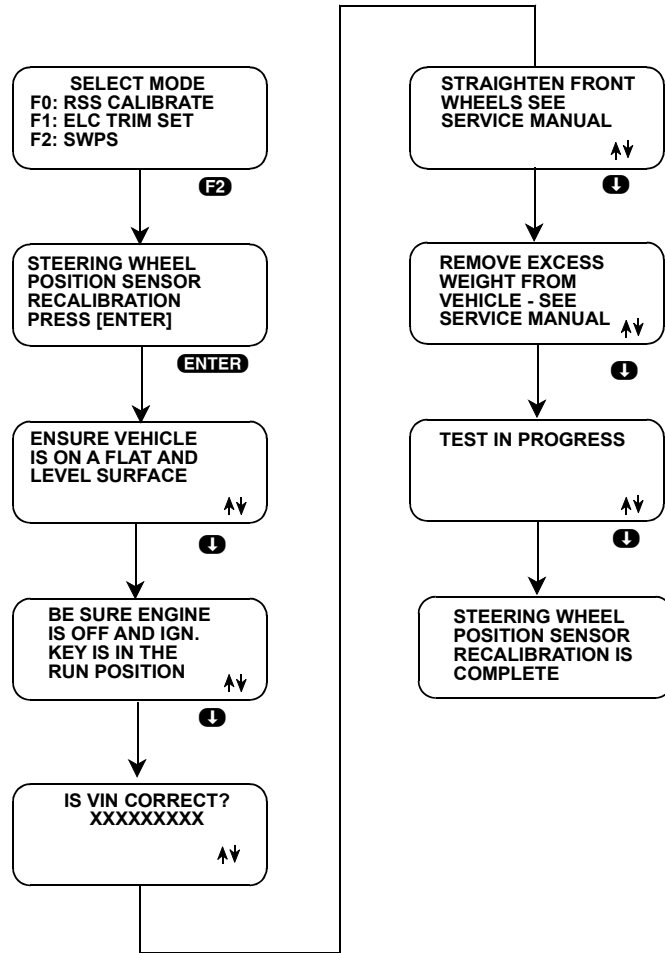 SELECT MODE
F0: RSS CALIBRATE
F1: ELC TRIM SET
F2: SWPS
F2
STEERING WHEEL
POSITION SENSOR
RECALIBRATION
PRESS [ENTER]
ENTER
ENSURE VEHICLE
IS ON A FLAT AND
LEVEL SURFACE
BE SURE ENGINE
IS OFF AND IGN.
KEY IS IN THE
RUN POSITION
IS VIN CORRECT?
XXXXXXXXX
STRAIGHTEN FRONT
WHEELS SEE
SERVICE MANUAL
REMOVE EXCESS
WEIGHT FROM
VEHICLE - SEE
SERVICE MANUAL
TEST IN PROGRESS
STEERING WHEEL
POSITION SENSOR
RECALIBRATION IS
COMPLETE